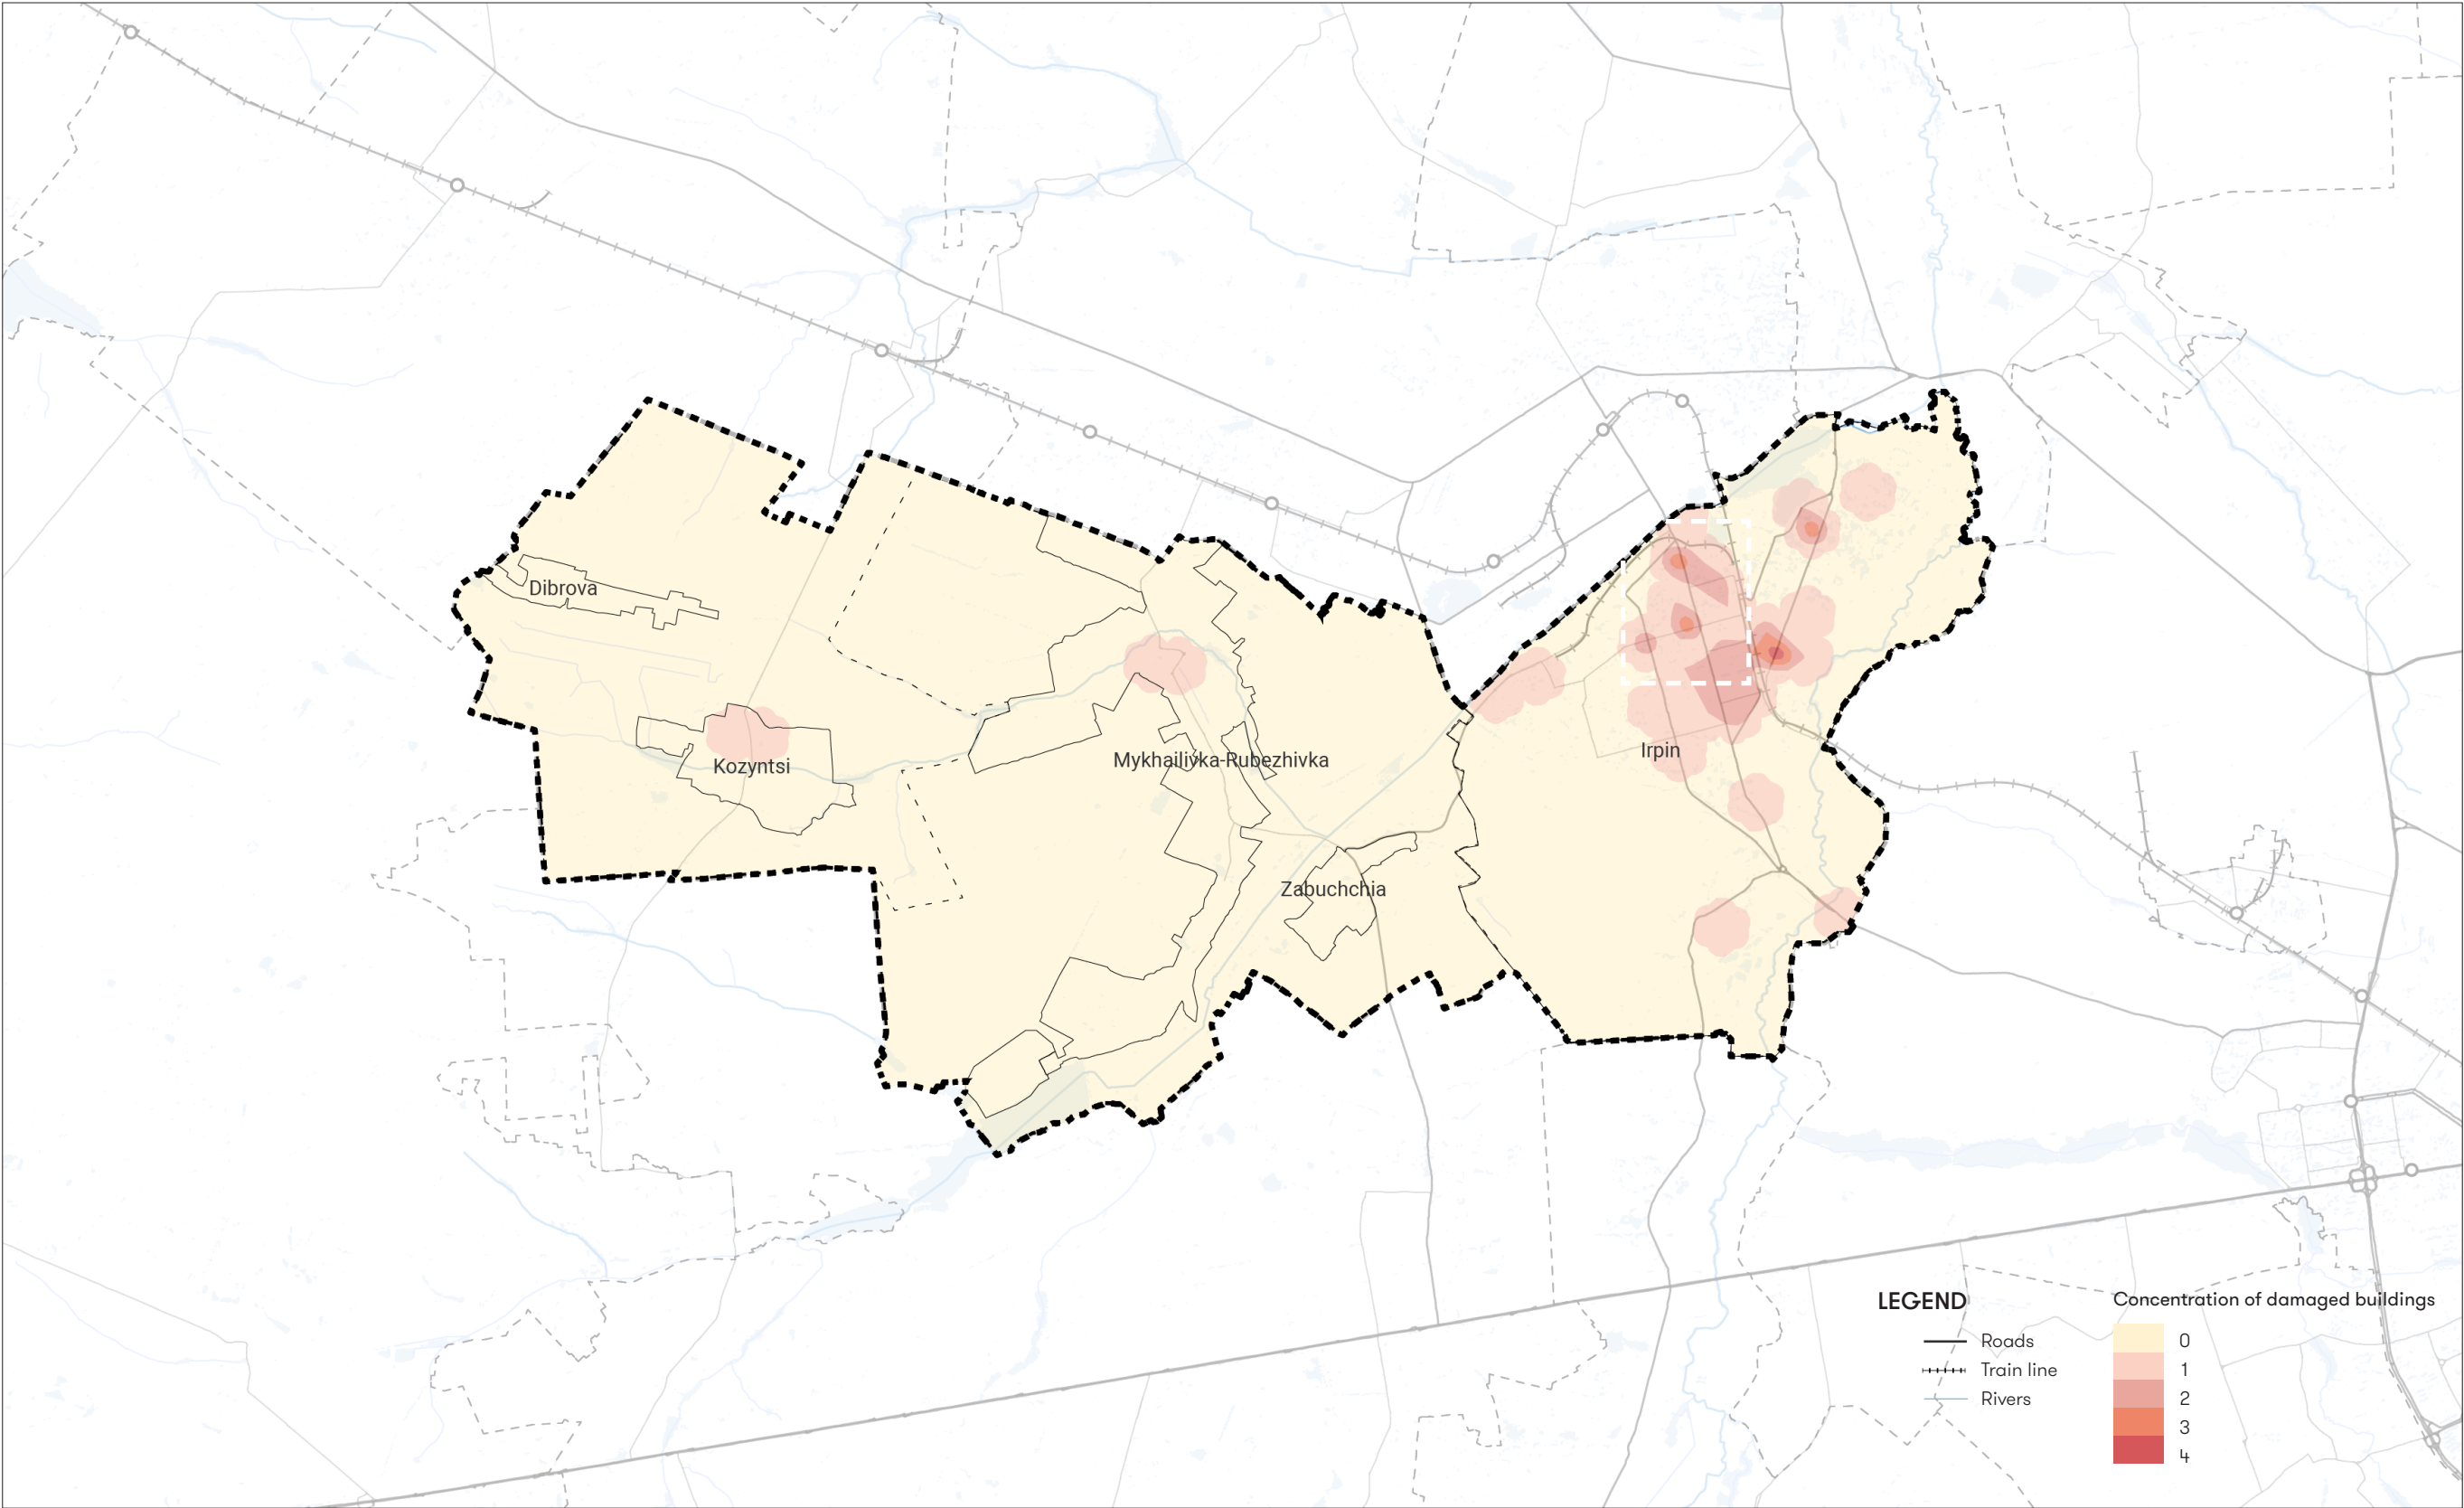 Dibrova
Kozyntsi
Mykhailivka-Rubezhivka
Irpin
Zabuchchia
LEGEND
Roads
Train line
Rivers
Concentration of damaged buildings
0
1
2
3
4